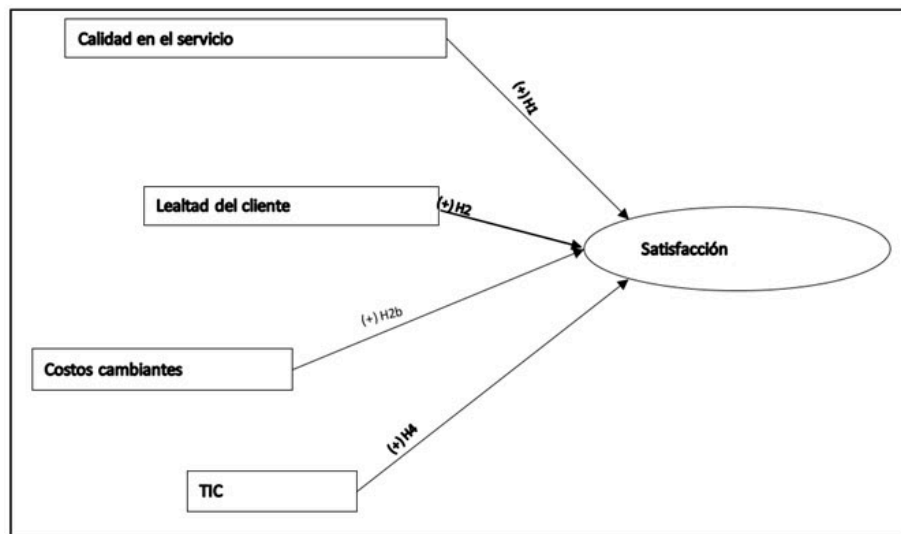 Calidad en el servicio
(+) H1
Lealtad del cliente
(+) H2
Satisfacción
(+) H2b
Costos cambiantes
(+) H4
TIC